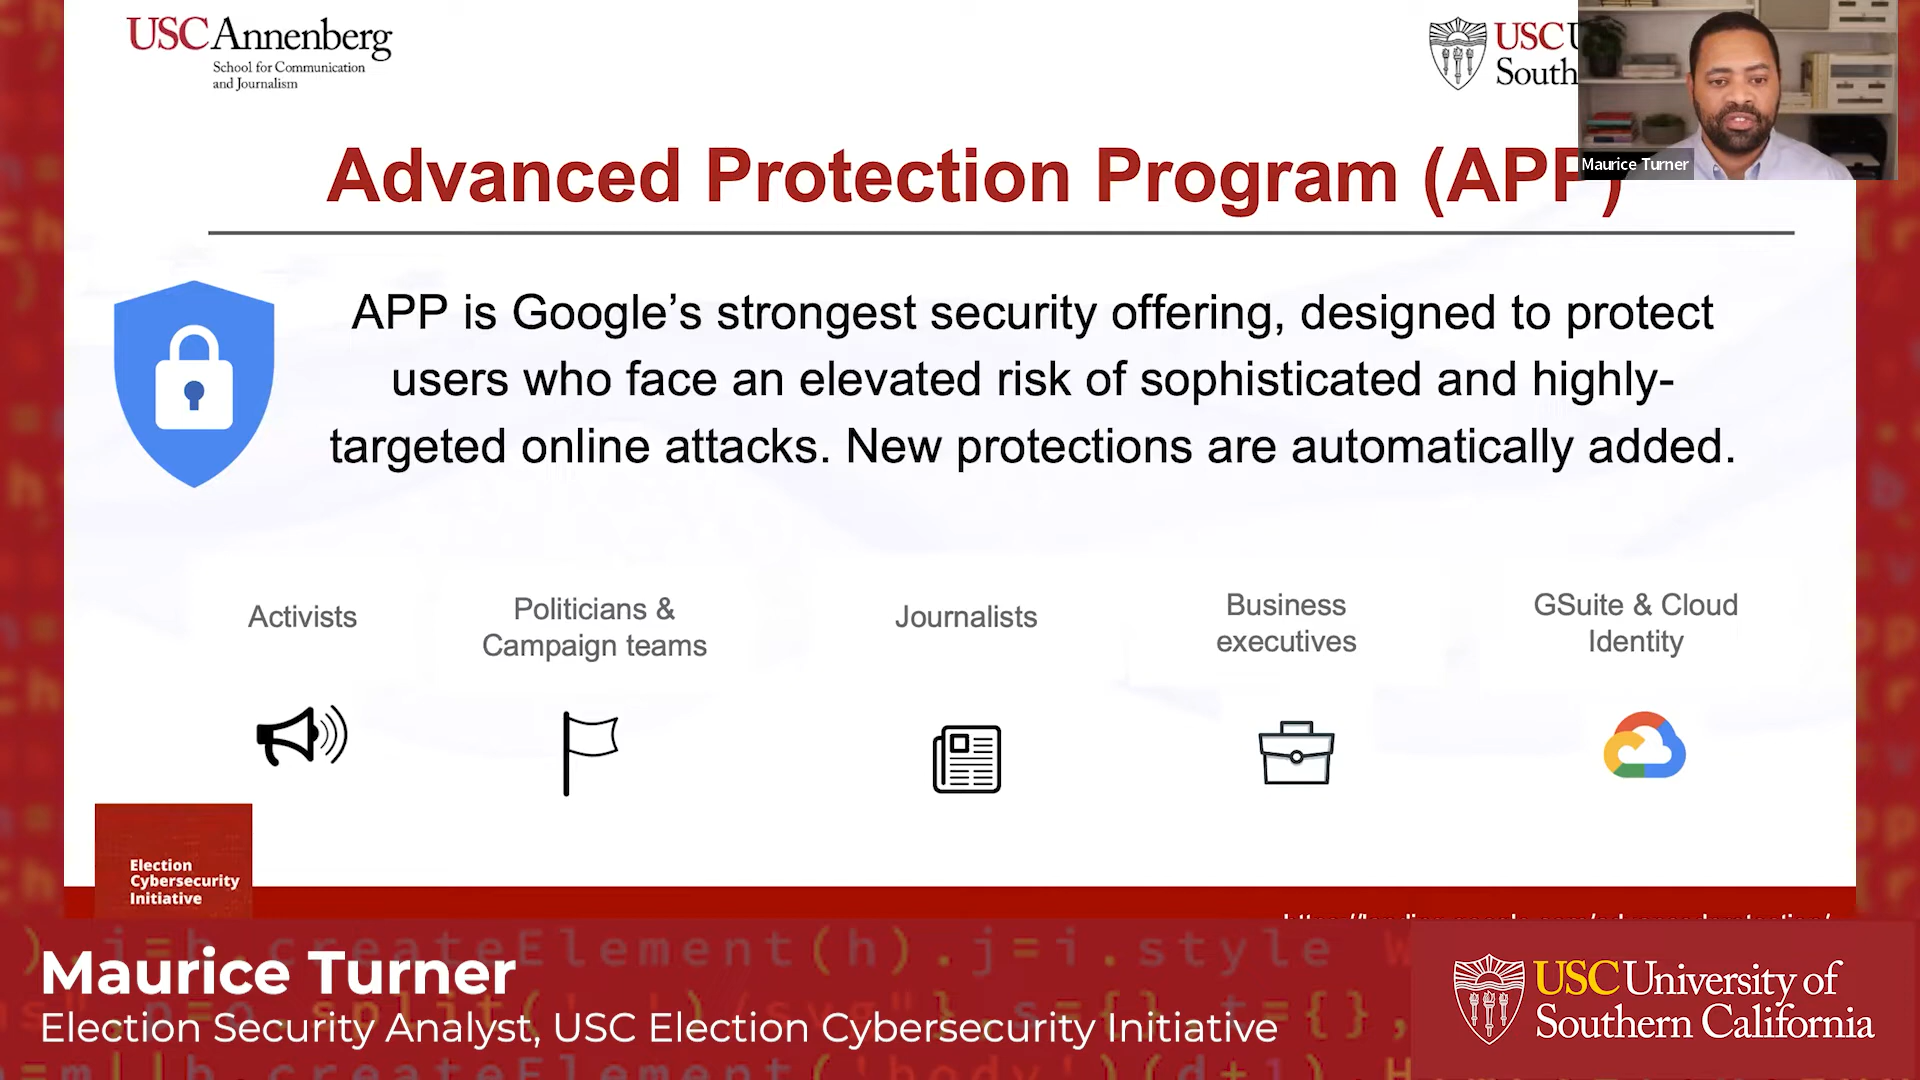 USC Annenberg
School for Communication
and Journalism
USC
South
Maurice Turner
Advanced Protection Program (APP)
APP is Google's strongest security offering, designed to protect
users who face an elevated risk of sophisticated and highly-
targeted online attacks. New protections are automatically added.
Activists
Politicians &
Campaign teams
Journalists
Business
executives
GSuite & Cloud
Identity
Election
Cybersecurity
Initiative
Maurice Turner
Election Security Analyst, USC Election Cybersecurity Initiative
USC University of
Southern California